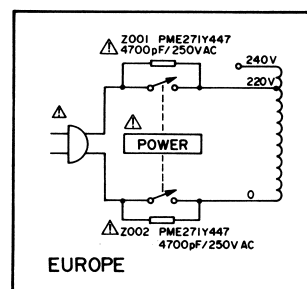 Z001 PME271Y447
4700pF/250VAC
240V
220V
POWER
0
Z002 PME271Y447
4700pF/250VAC
EUROPE